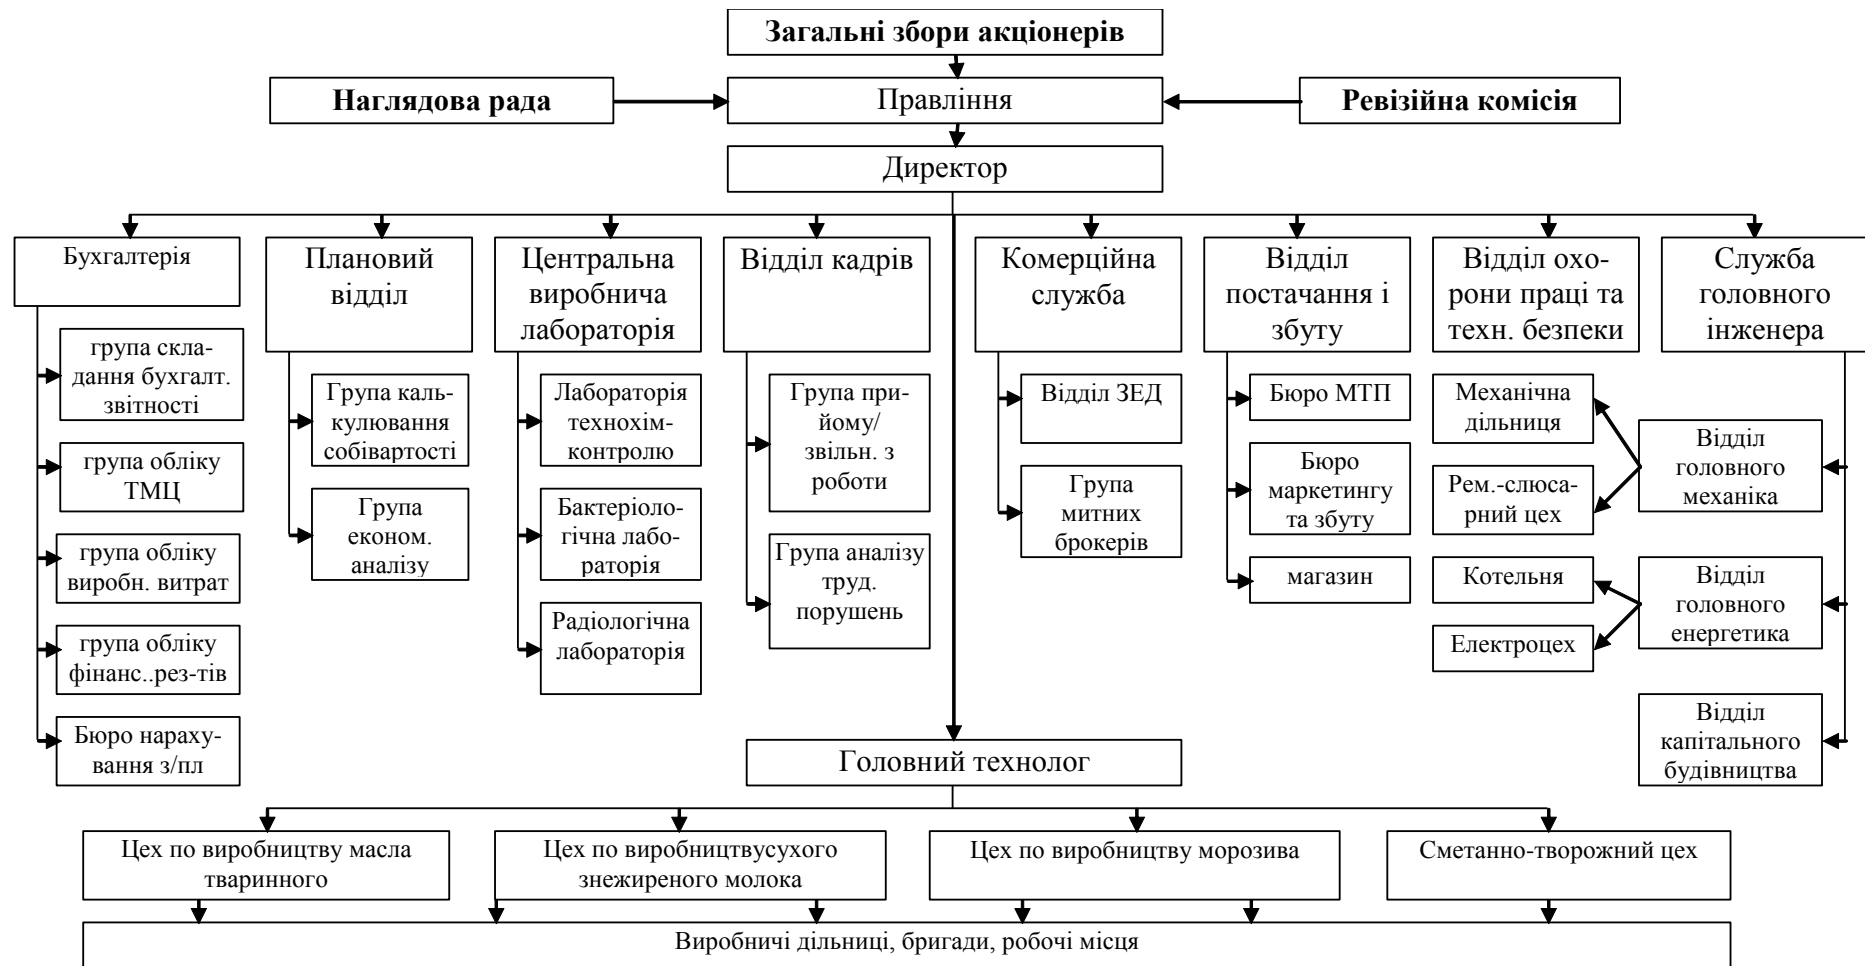 Загальні збори акціонерів
Наглядова рада
Правління
Ревізійна комісія
Директор
Бухгалтерія
Плановий
відділ
Центральна
виробнича
лабораторія
Відділ кадрів
Комерційна
служба
Відділ
постачання і
збуту
Відділ охо-
рони праці та
техн. безпеки
Служба
головного
інженера
група скла-
дання бухгалт.
звітності
група обліку
ТМЦ
група обліку
виробн. витрат
група обліку
фінанс..рез-тів
Бюро нараху-
вання з/пл
Група каль-
кулювання
собівартості
Група
економ.
аналізу
Лабораторія
технохім-
контролю
Бактеріоло-
гічна лабо-
раторія
Радіологічна
лабораторія
Група при-
йому/
звільн. з
роботи
Група аналізу
труд.
порушень
Відділ ЗЕД
Група
митних
брокерів
Бюро МТП
Бюро
маркетингу
та збуту
магазин
Механічна
дільниця
Рем.-слюса-
рний цех
Котельня
Електроцех
Відділ
головного
механіка
Відділ
головного
енергетика
Відділ
капітального
будівництва
Головний технолог
Цех по виробництву масла
тваринного
Цех по виробництвусухого
знежиреного молока
Цех по виробництву морозива
Сметанно-творожний цех
Виробничі дільниці, бригади, робочі місця